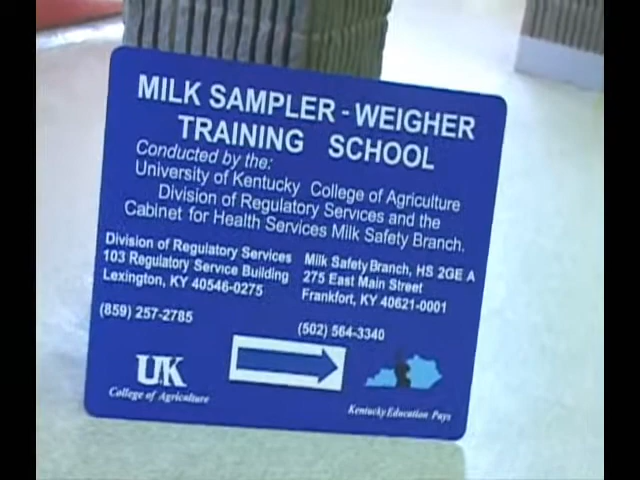 MILK SAMPLER - WEIGHER
TRAINING SCHOOL
Conducted by the:
University of Kentucky College of Agriculture
Division of Regulatory Services and the
Cabinet for Health Services Milk Safety Branch.
Division of Regulatory Services
103 Regulatory Service Building
Lexington, KY 40546-0275
(859) 257-2785
Milk Safety Branch, HS 2GE A
275 East Main Street
Frankfort, KY 40621-0001
(502) 564-3340
UK
College of Agriculture
Kentucky Education Pays